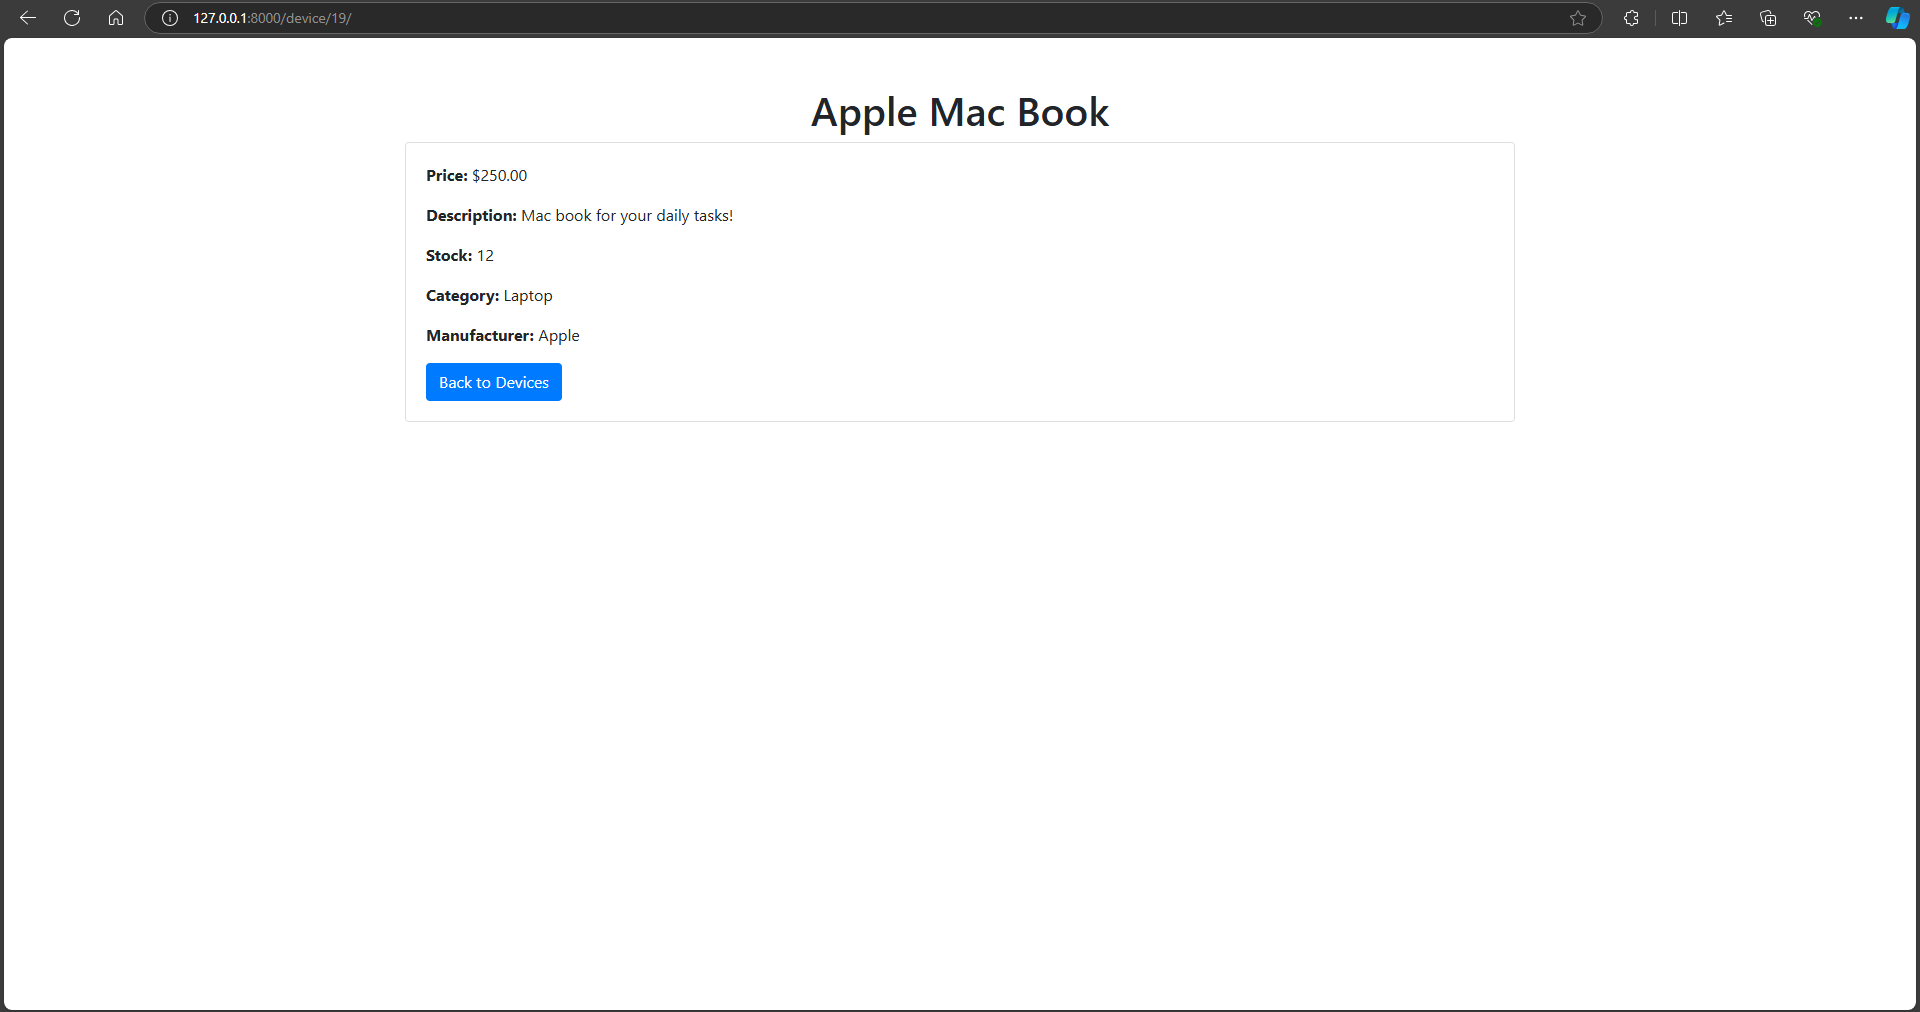 127.0.0.1:8000/device/19/
Apple Mac Book
Price: $250.00
Description: Mac book for your daily tasks!
Stock: 12
Category: Laptop
Manufacturer: Apple
Back to Devices